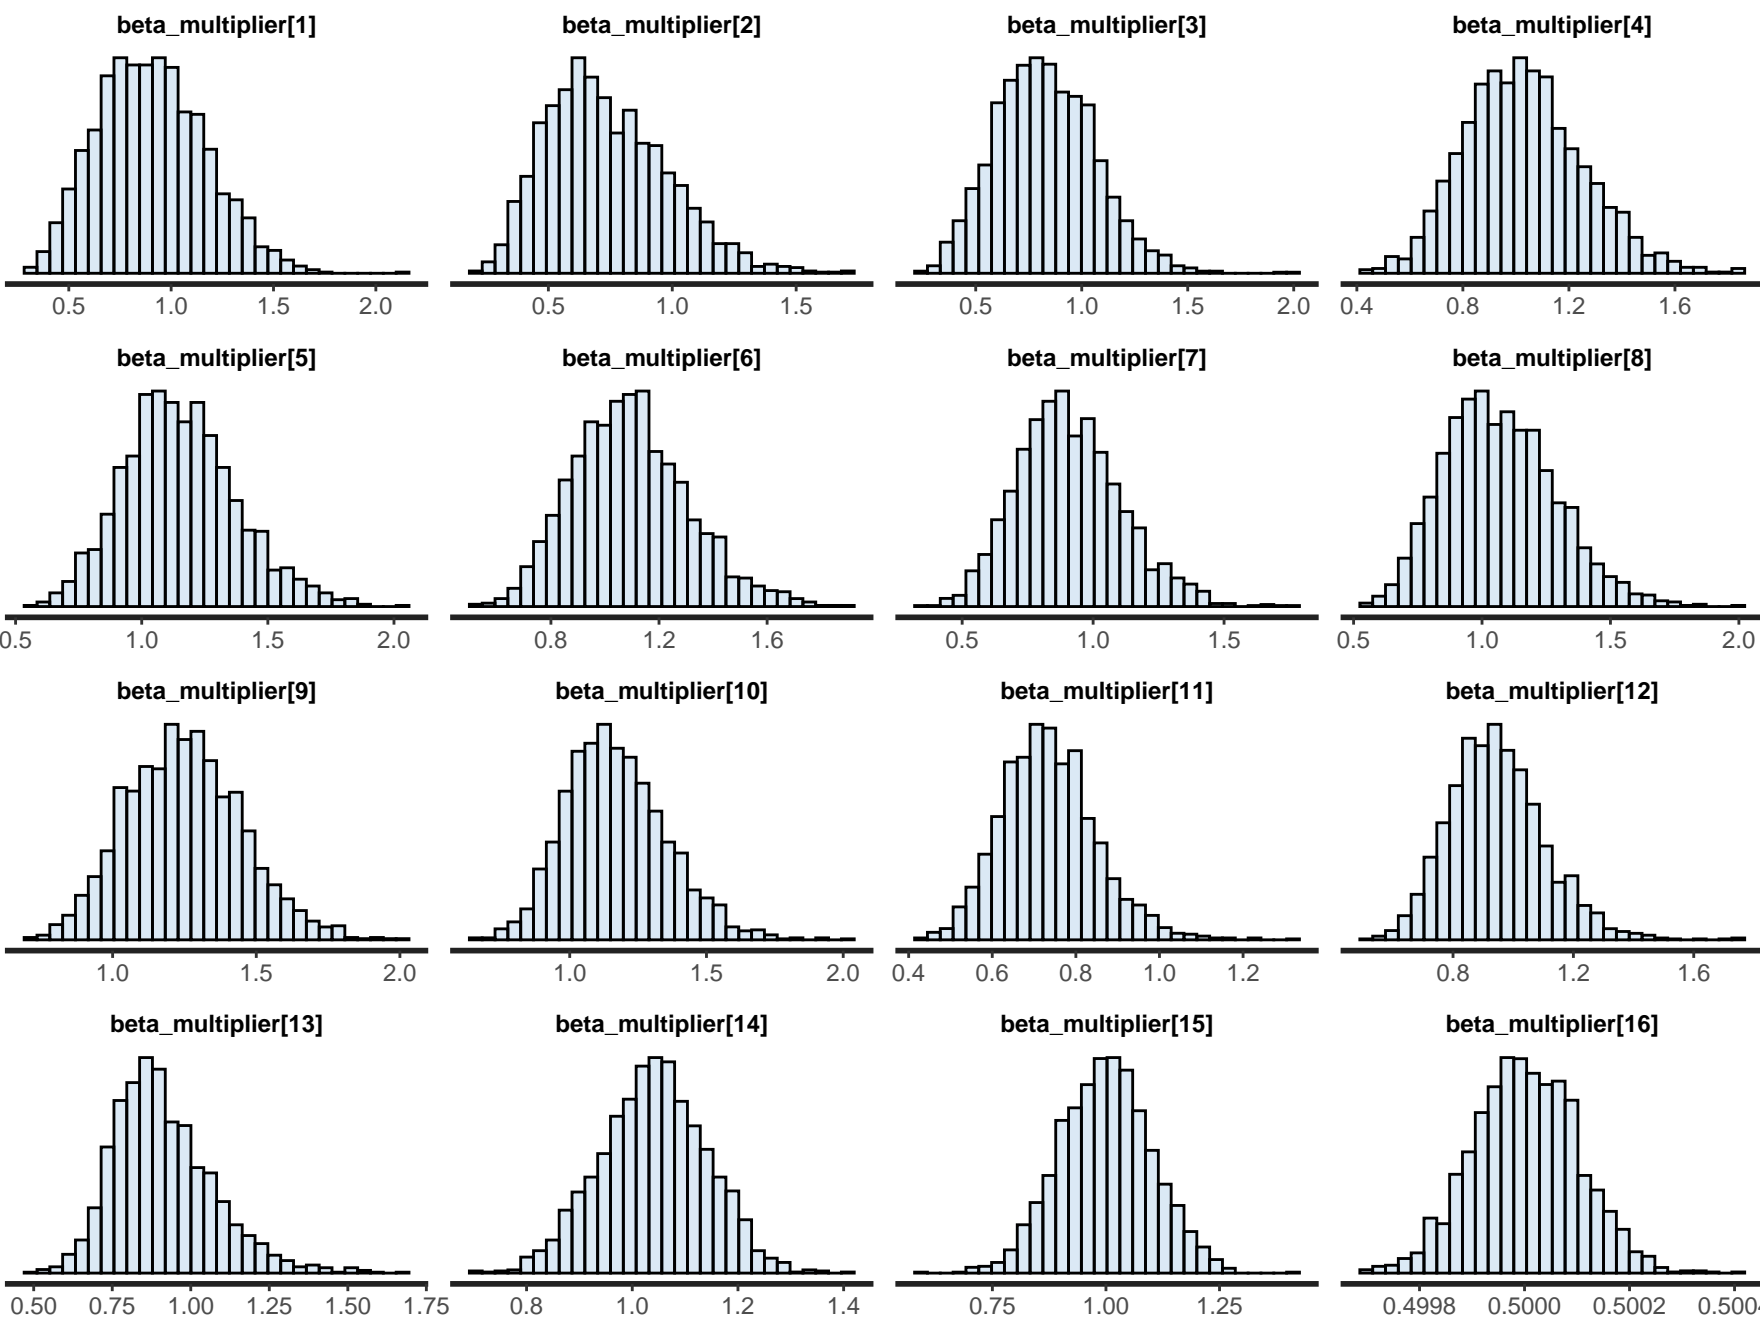 beta_multiplier[1] beta_multiplier[2] beta_multiplier[3] beta_multiplier[4]
0.5 1.0 1.5 2.0 0.5 1.0 1.5 0.5 1.0 1.5 2.0 0.4 0.8 1.2 1.6
beta_multiplier[5] beta_multiplier[6] beta_multiplier[7] beta_multiplier[8]
0.5 1.0 1.5 2.0 0.8 1.2 1.6 0.5 1.0 1.5 0.5 1.0 1.5 2.0
beta_multiplier[9] beta_multiplier[10] beta_multiplier[11] beta_multiplier[12]
1.0 1.5 2.0 1.0 1.5 2.0 0.4 0.6 0.8 1.0 1.2 0.8 1.2 1.6
beta_multiplier[13] beta_multiplier[14] beta_multiplier[15] beta_multiplier[16]
0.50 0.75 1.00 1.25 1.50 1.75 0.8 1.0 1.2 1.4 0.75 1.00 1.25 0.4998 0.5000 0.5002 0.5004